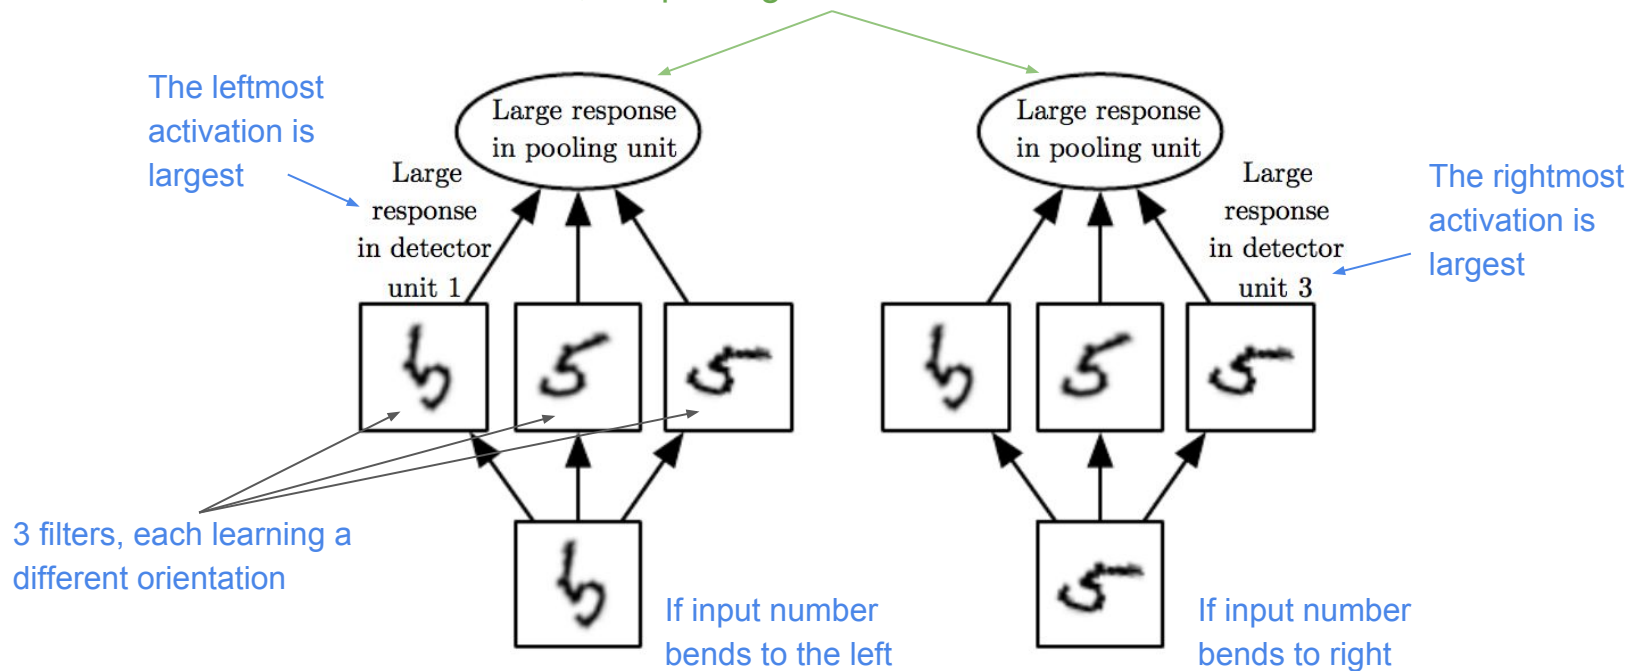 The leftmost
activation is
largest
Large response
in pooling unit
Large
response
in detector
unit 1
3 filters, each learning a
different orientation
If input number
bends to the left
Large response
in pooling unit
Large
response
in detector
unit 3
The rightmost
activation is
largest
If input number
bends to right